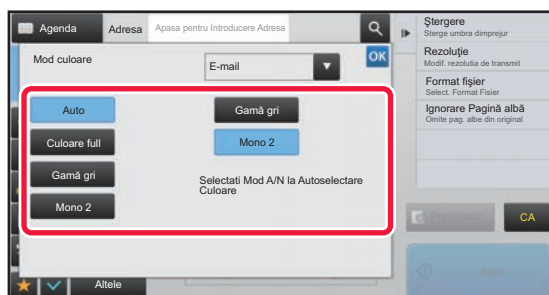 Agenda
Adresa
Apasa pentru Introducere Adresa
Mod culoare
E-mail
OK
Auto
Culoare full
Gamă gri
Mono 2
Gamă gri
Mono 2
Selectati Mod A/N la Autoselectare
Culoare
Altele
Ştergere
Sterge umbra dimprejur
Rezoluţie
Modif. rezolutia de transmit
Format fişier
Select. Format Fisier
Ignorare Pagină albă
Omite pag. albe din original
CA
Start